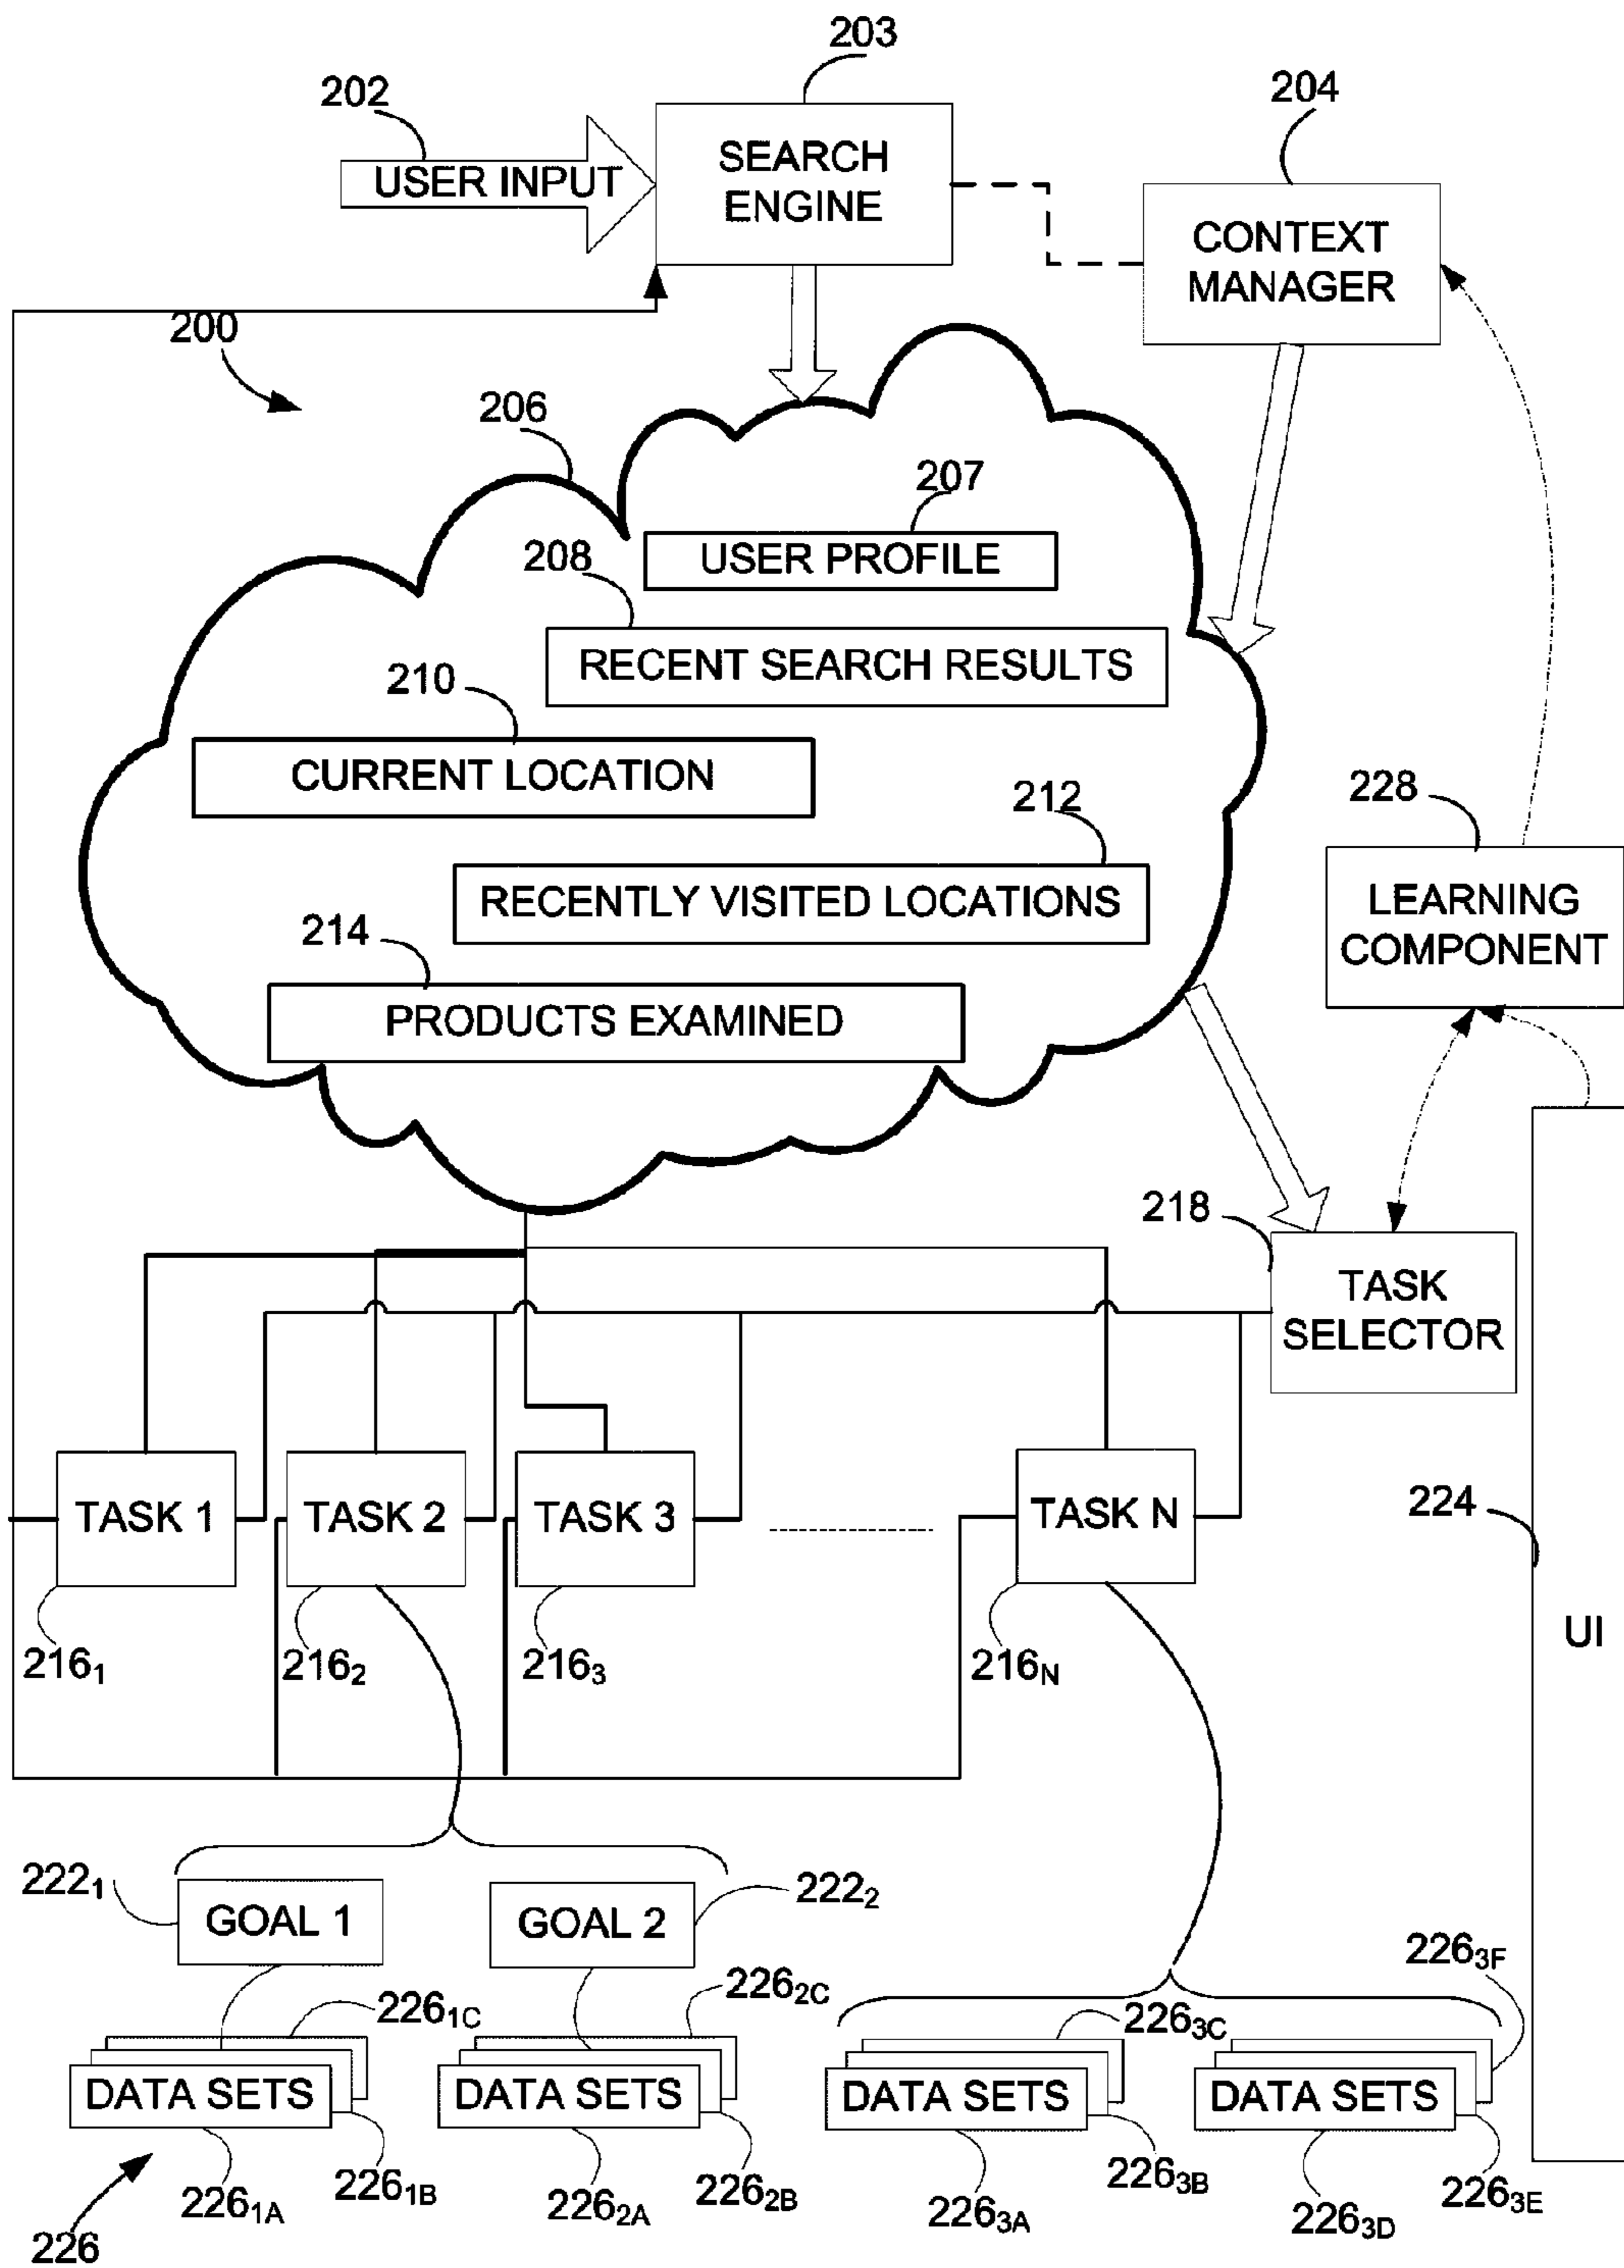 203
202
204
USER INPUT
SEARCH
ENGINE
CONTEXT
MANAGER
200
206
207
USER PROFILE
208
RECENT SEARCH RESULTS
210
CURRENT LOCATION
212
228
RECENTLY VISITED LOCATIONS
LEARNING
COMPONENT
214
PRODUCTS EXAMINED
218
TASK
SELECTOR
TASK 1
TASK 2
TASK 3
TASK N
224
UI
216₁
216₂
216₃
216N
222₁
GOAL 1
GOAL 2
222₂
226₁C
226₂C
226₃C
226₃F
DATA SETS
DATA SETS
DATA SETS
DATA SETS
226₁A
226₁B
226₂A
226₂B
226₃A
226₃B
226₃D
226₃E
226